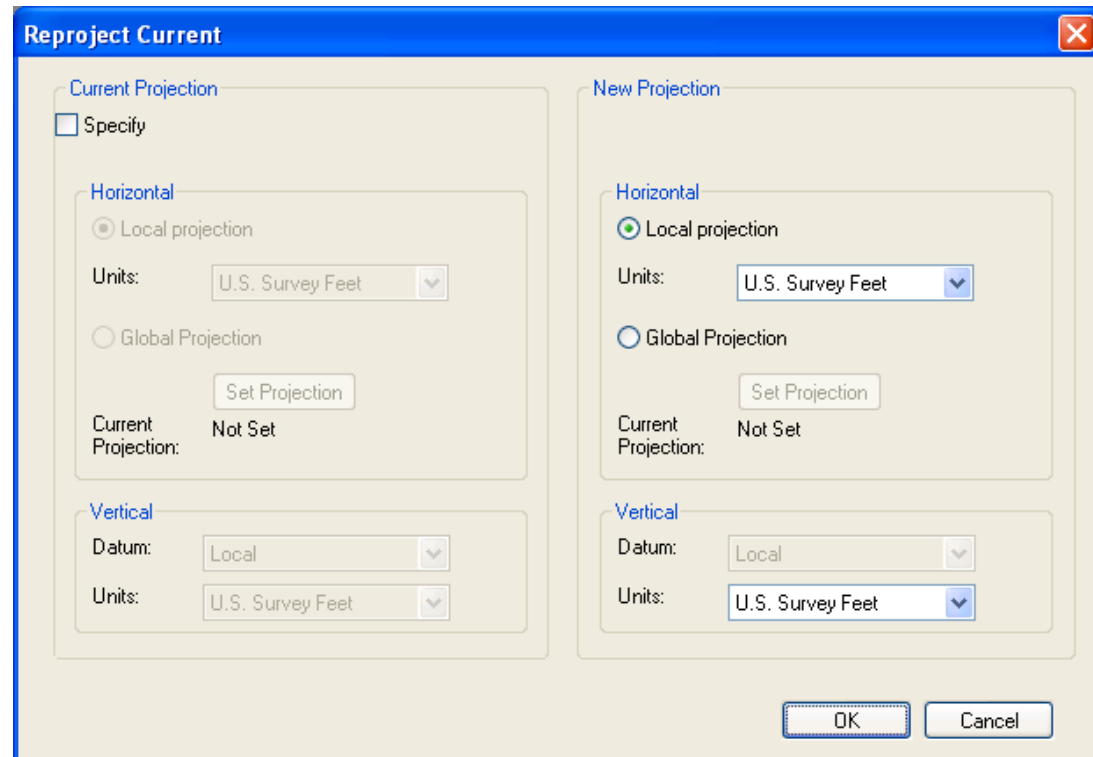 Reproject Current
Current Projection
Specify
Horizontal
Local projection
Units: U.S. Survey Feet
Global Projection
Set Projection
Current
Projection: Not Set
Vertical
Datum: Local
Units: U.S. Survey Feet
New Projection
Horizontal
Local projection
Units: U.S. Survey Feet
Global Projection
Set Projection
Current
Projection: Not Set
Vertical
Datum: Local
Units: U.S. Survey Feet
OK
Cancel